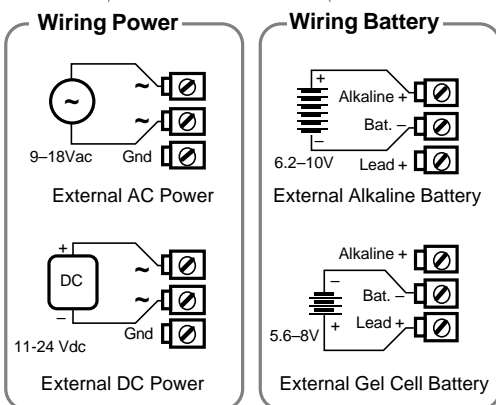 Wiring Power
~
~
~
9–18Vac
Gnd
External AC Power
+
DC
–
~
~
Gnd
11-24 Vdc
External DC Power
Wiring Battery
+
–
Alkaline +
Bat. –
Lead +
6.2–10V
External Alkaline Battery
Alkaline +
–
Bat. –
+
Lead +
5.6–8V
External Gel Cell Battery